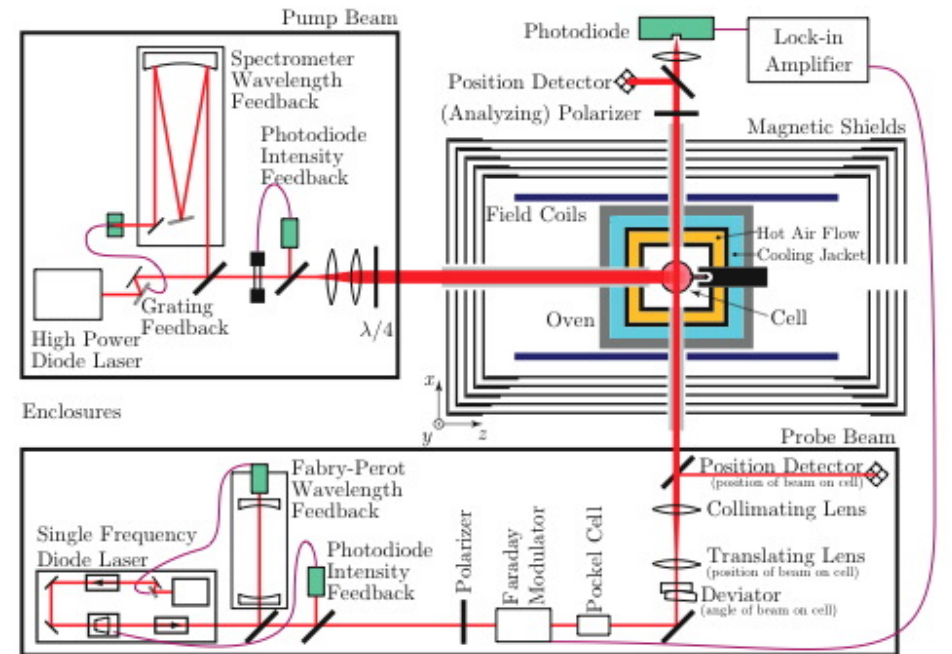 Pump Beam
Spectrometer
Wavelength
Feedback
Photodiode
Intensity
Feedback
Grating
Feedback
High Power
Diode Laser
λ/4
Photodiode
Lock-in
Amplifier
Position Detector
(Analyzing) Polarizer
Magnetic Shields
Field Coils
Hot Air Flow
Cooling Jacket
Oven
Cell
x
y
z
Enclosures
Probe Beam
Fabry-Perot
Wavelength
Feedback
Single Frequency
Diode Laser
Photodiode
Intensity
Feedback
Polarizer
Faraday
Modulator
Pockel Cell
Position Detector
(position of beam on cell)
Collimating Lens
Translating Lens
(position of beam on cell)
Deviator
(angle of beam on cell)